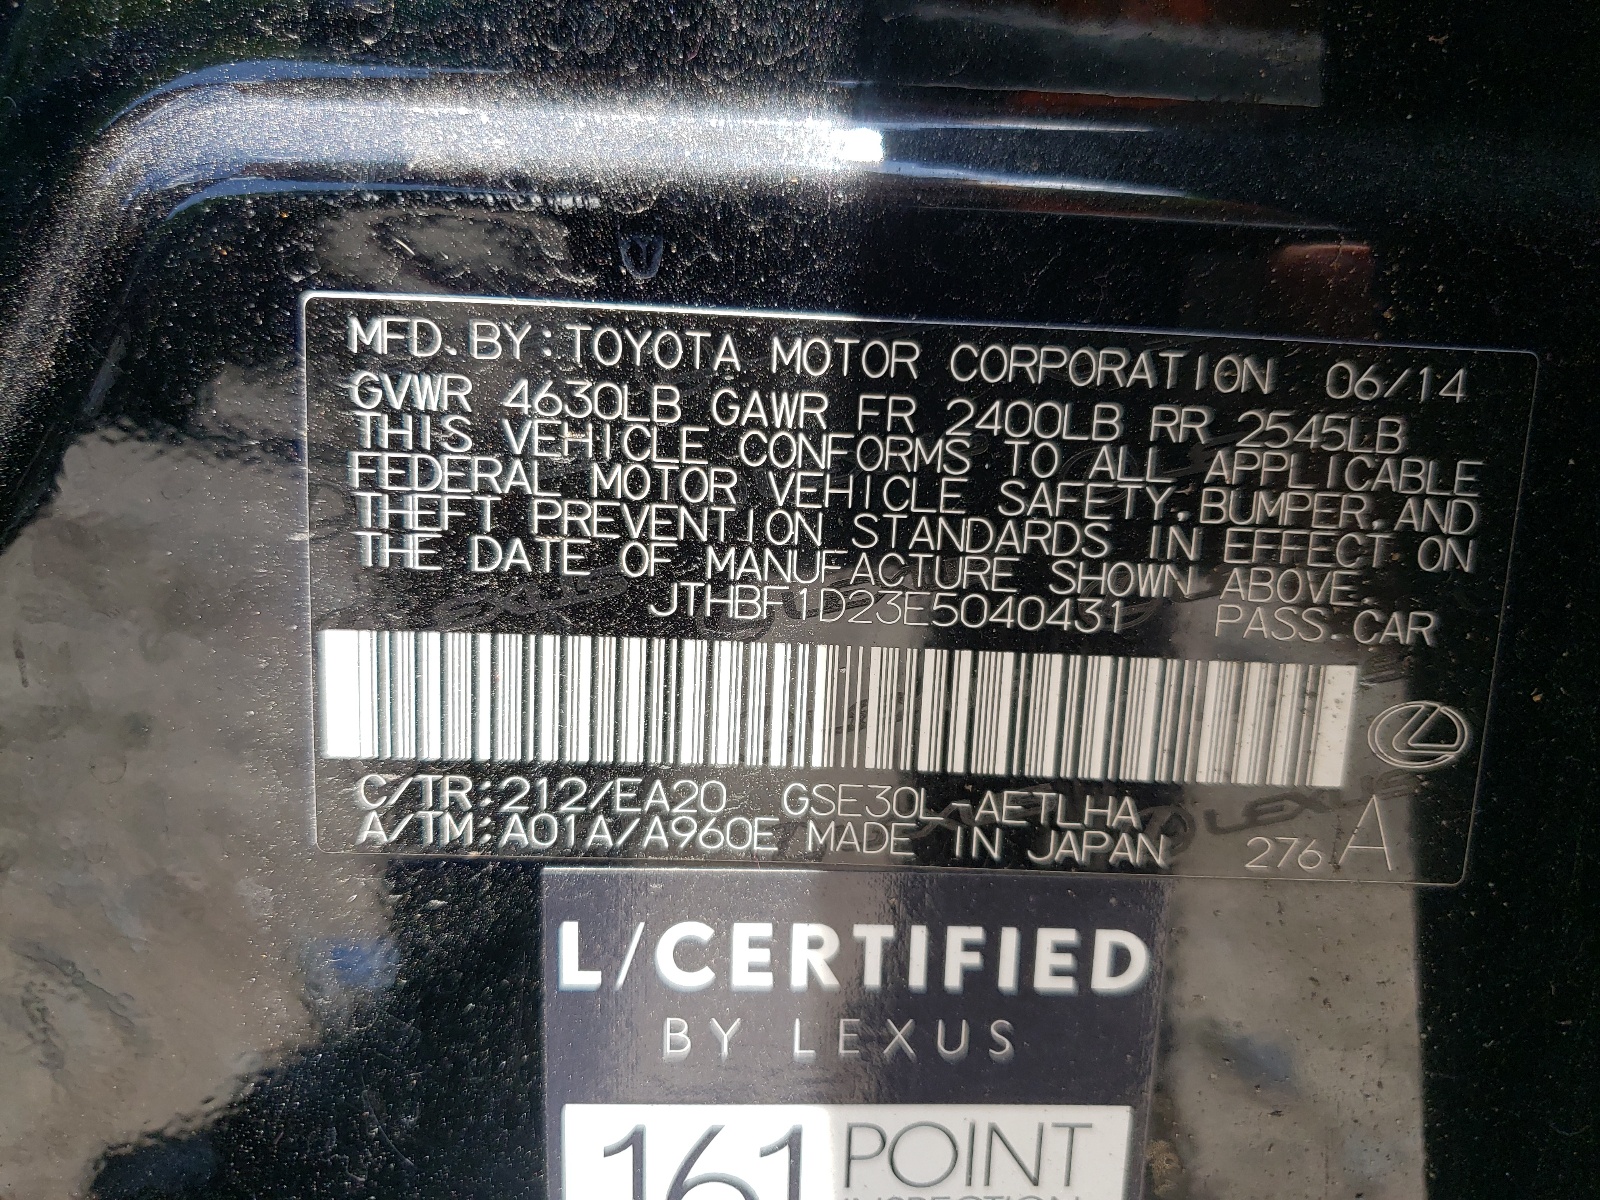 MFD. BY: TOYOTA MOTOR CORPORATION 06/14
GVWR 4630LB GAWR FR 2400LB RR 2545LB
THIS VEHICLE CONFORMS TO ALL APPLICABLE
FEDERAL MOTOR VEHICLE SAFETY, BUMPER, AND
THEFT PREVENTION STANDARDS IN EFFECT ON
THE DATE OF MANUFACTURE SHOWN ABOVE.
JTHBF1D23E5040431 PASS. CAR
C/TR:212/EA20 GSE30L-AETLHA
A/TM:A01A/A960E MADE IN JAPAN 276 A
L/CERTIFIED
BY LEXUS
161 POINT
INSPECTION